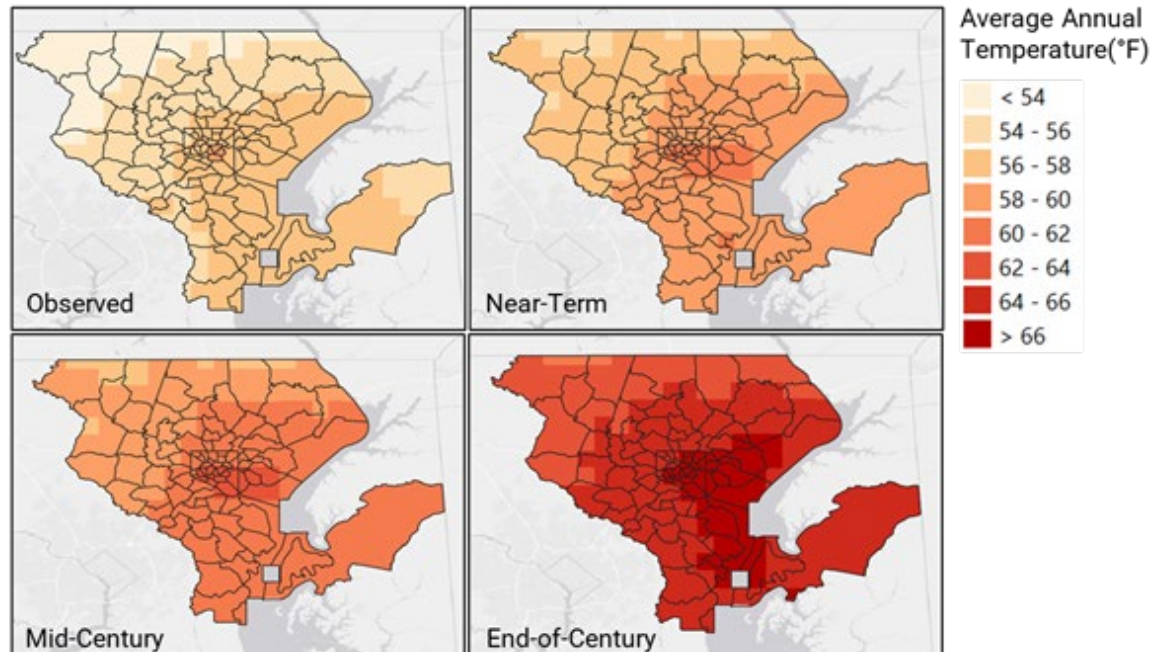 Average Annual
Temperature(°F)
< 54
54 - 56
56 - 58
58 - 60
60 - 62
62 - 64
64 - 66
> 66
Observed
Near-Term
Mid-Century
End-of-Century